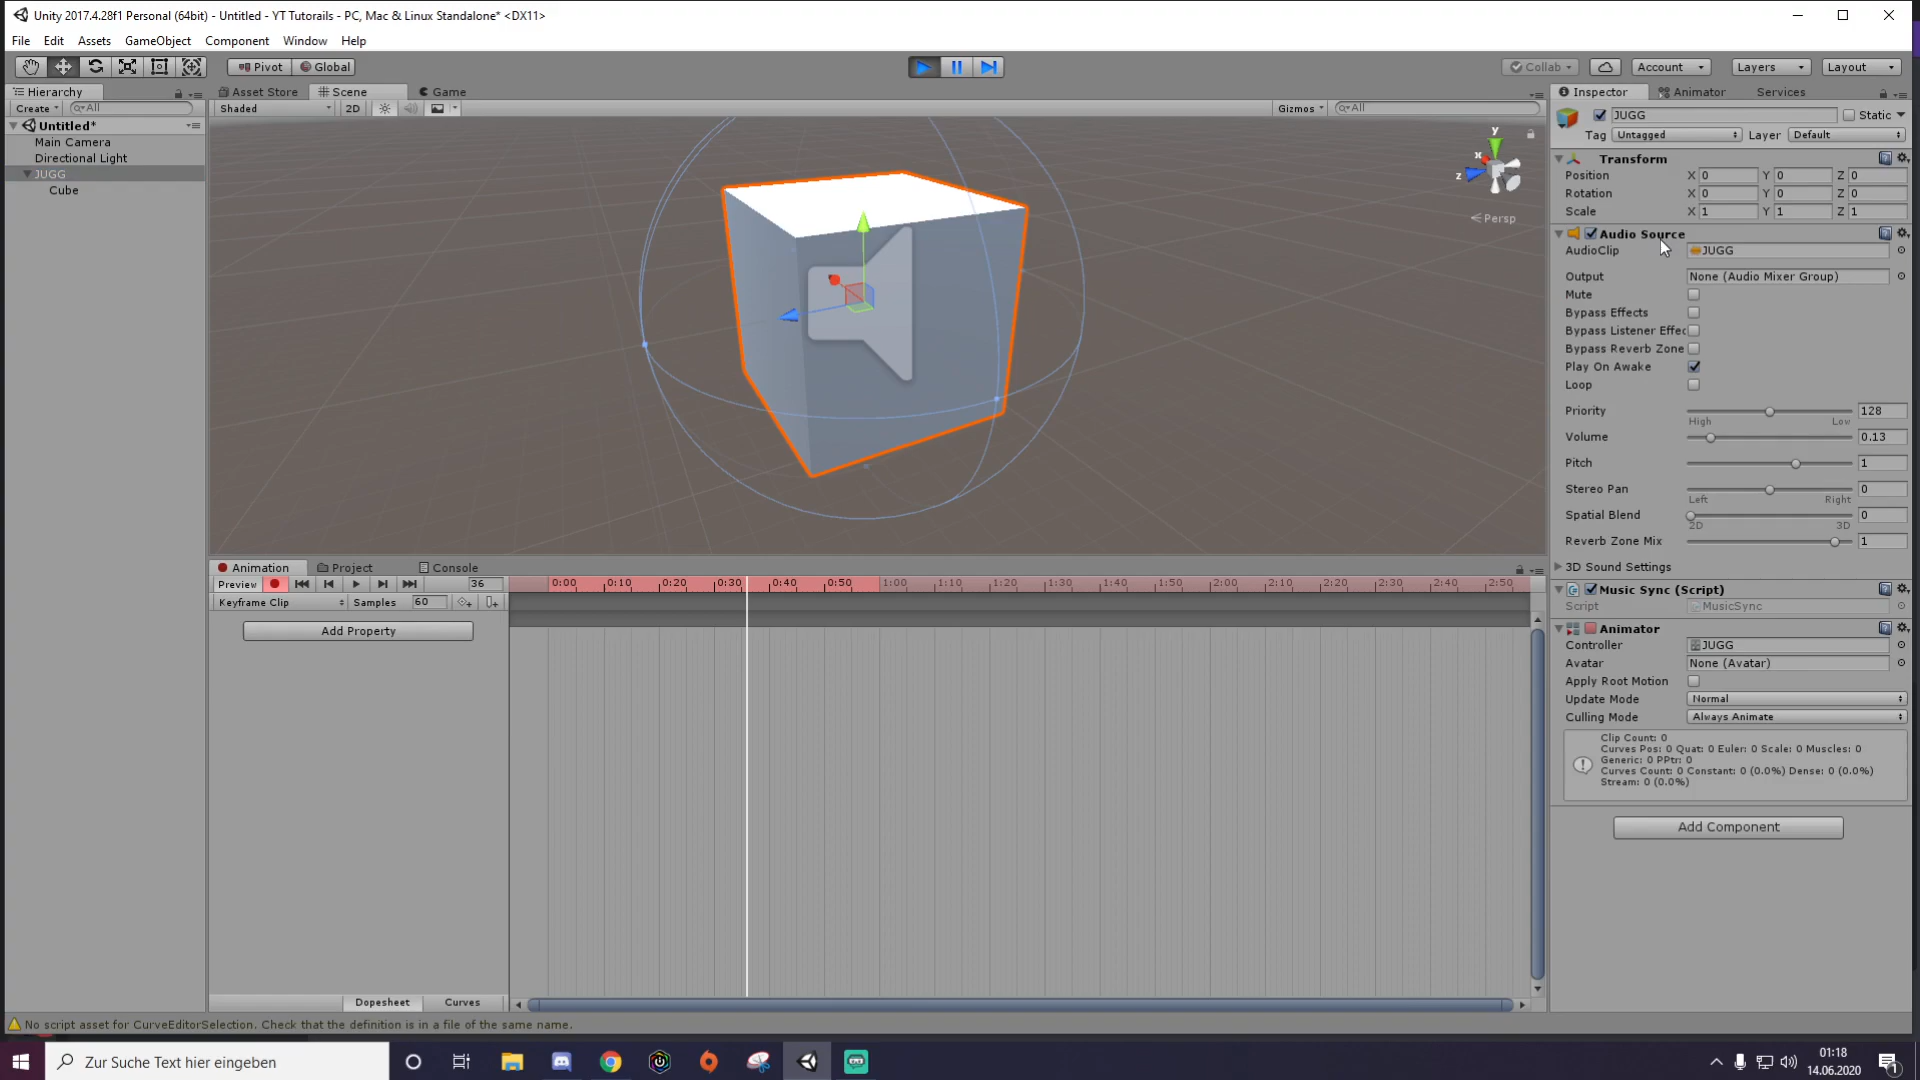 Unity 2017.4.28f1 Personal (64bit) - Untitled - YT Tutorails - PC, Mac & Linux Standalone* <DX11>
File Edit Assets GameObject Component Window Help
Pivot Global Collab Account Layers Layout
Hierarchy Asset Store Scene Game Inspector Animator Services
Create All Shaded 2D Gizmos All
JUGG Static
Untitled*
Tag Untagged Layer Default
Main Camera
Directional Light
JUGG
Cube
y
x
z
Persp
Transform
Position X 0 Y 0 Z 0
Rotation X 0 Y 0 Z 0
Scale X 1 Y 1 Z 1
Audio Source
AudioClip JUGG
Output None (Audio Mixer Group)
Mute
Bypass Effects
Bypass Listener Effec
Bypass Reverb Zone
Play On Awake
Loop
Priority 128
High Low
Volume 0.13
Pitch 1
Stereo Pan 0
Left Right
Spatial Blend 0
2D 3D
Reverb Zone Mix 1
3D Sound Settings
Music Sync (Script)
Script MusicSync
Animator
Controller JUGG
Avatar None (Avatar)
Apply Root Motion
Update Mode Normal
Culling Mode Always Animate
Clip Count: 0
Curves Pos: 0 Quat: 0 Euler: 0 Scale: 0 Muscles: 0
Generic: 0 PPtr: 0
Curves Count: 0 Constant: 0 (0.0%) Dense: 0 (0.0%)
Stream: 0 (0.0%)
Add Component
Animation Project Console
Preview 36 0:00 0:10 0:20 0:30 0:40 0:50 1:00 1:10 1:20 1:30 1:40 1:50 2:00 2:10 2:20 2:30 2:40 2:50
Keyframe Clip Samples 60
Add Property
Dopesheet Curves
No script asset for CurveEditorSelection. Check that the definition is in a file of the same name.
Zur Suche Text hier eingeben
01:18
14.06.2020
1